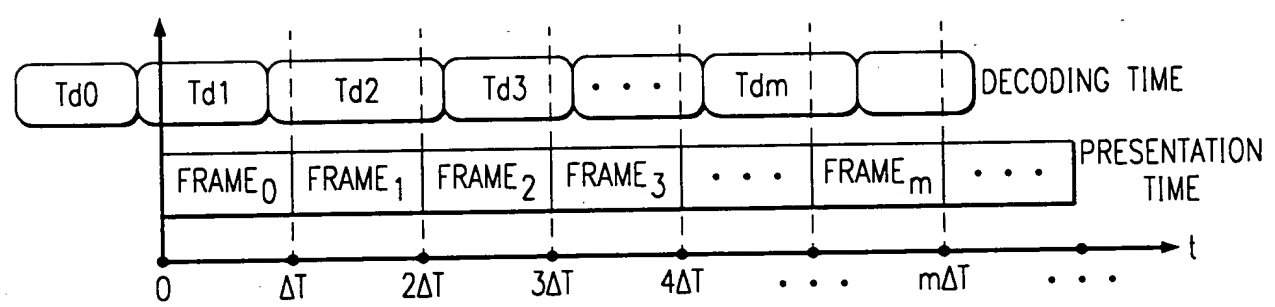 Td0 Td1 Td2 Td3 • • • Tdm DECODING TIME
FRAME0 FRAME1 FRAME2 FRAME3 • • • FRAMEm • • • PRESENTATION TIME
0 ΔT 2ΔT 3ΔT 4ΔT • • • mΔT • • • t